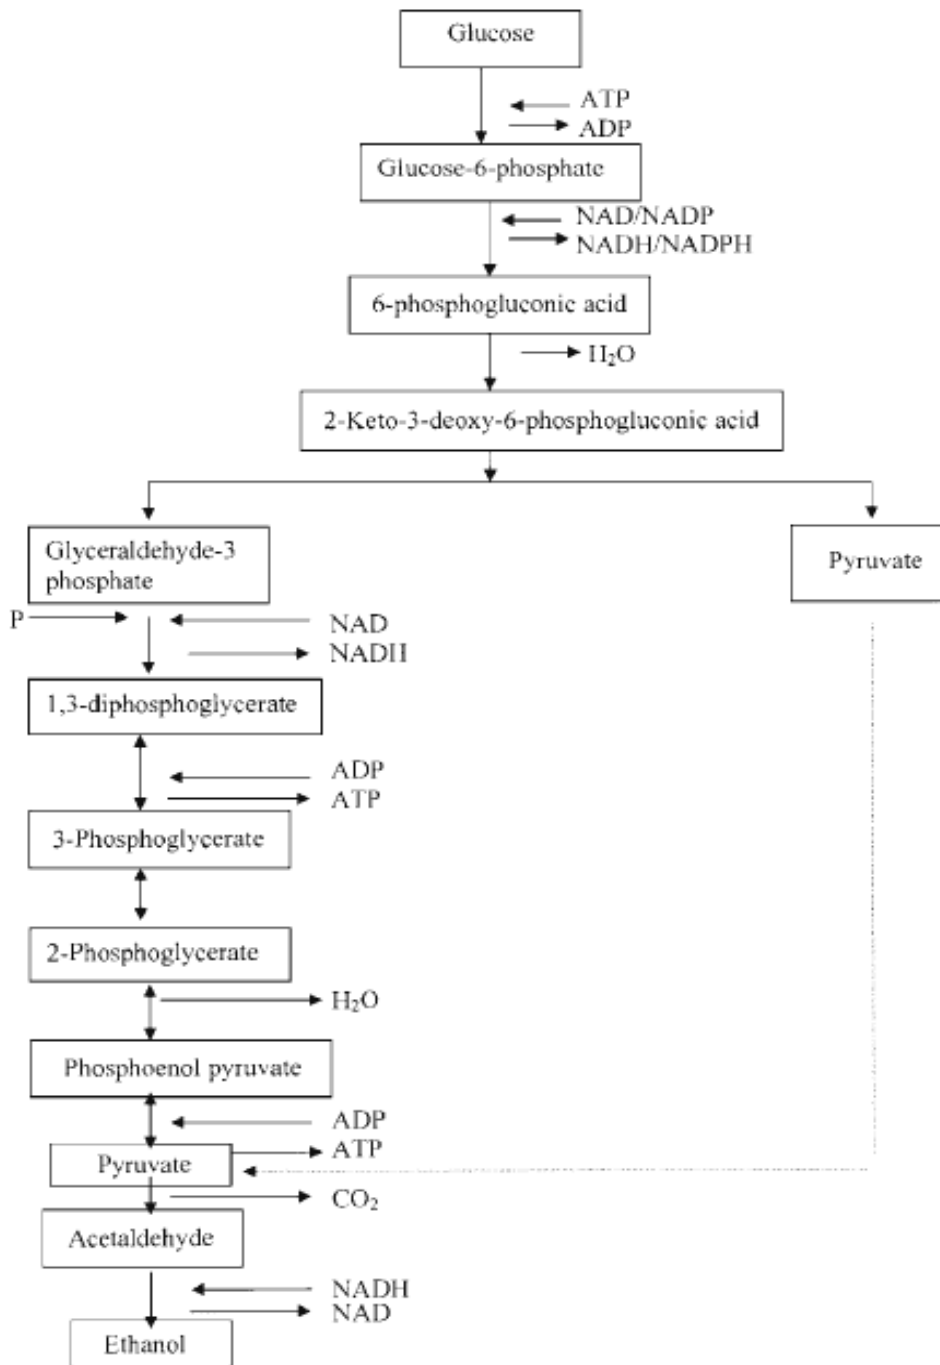 Glucose
ATP
ADP
Glucose-6-phosphate
NAD/NADP
NADH/NADPH
6-phosphogluconic acid
H₂O
2-Keto-3-deoxy-6-phosphogluconic acid
Glyceraldehyde-3
phosphate
Pyruvate
P
NAD
NADH
1,3-diphosphoglycerate
ADP
ATP
3-Phosphoglycerate
2-Phosphoglycerate
H₂O
Phosphoenol pyruvate
ADP
ATP
Pyruvate
CO₂
Acetaldehyde
NADH
NAD
Ethanol